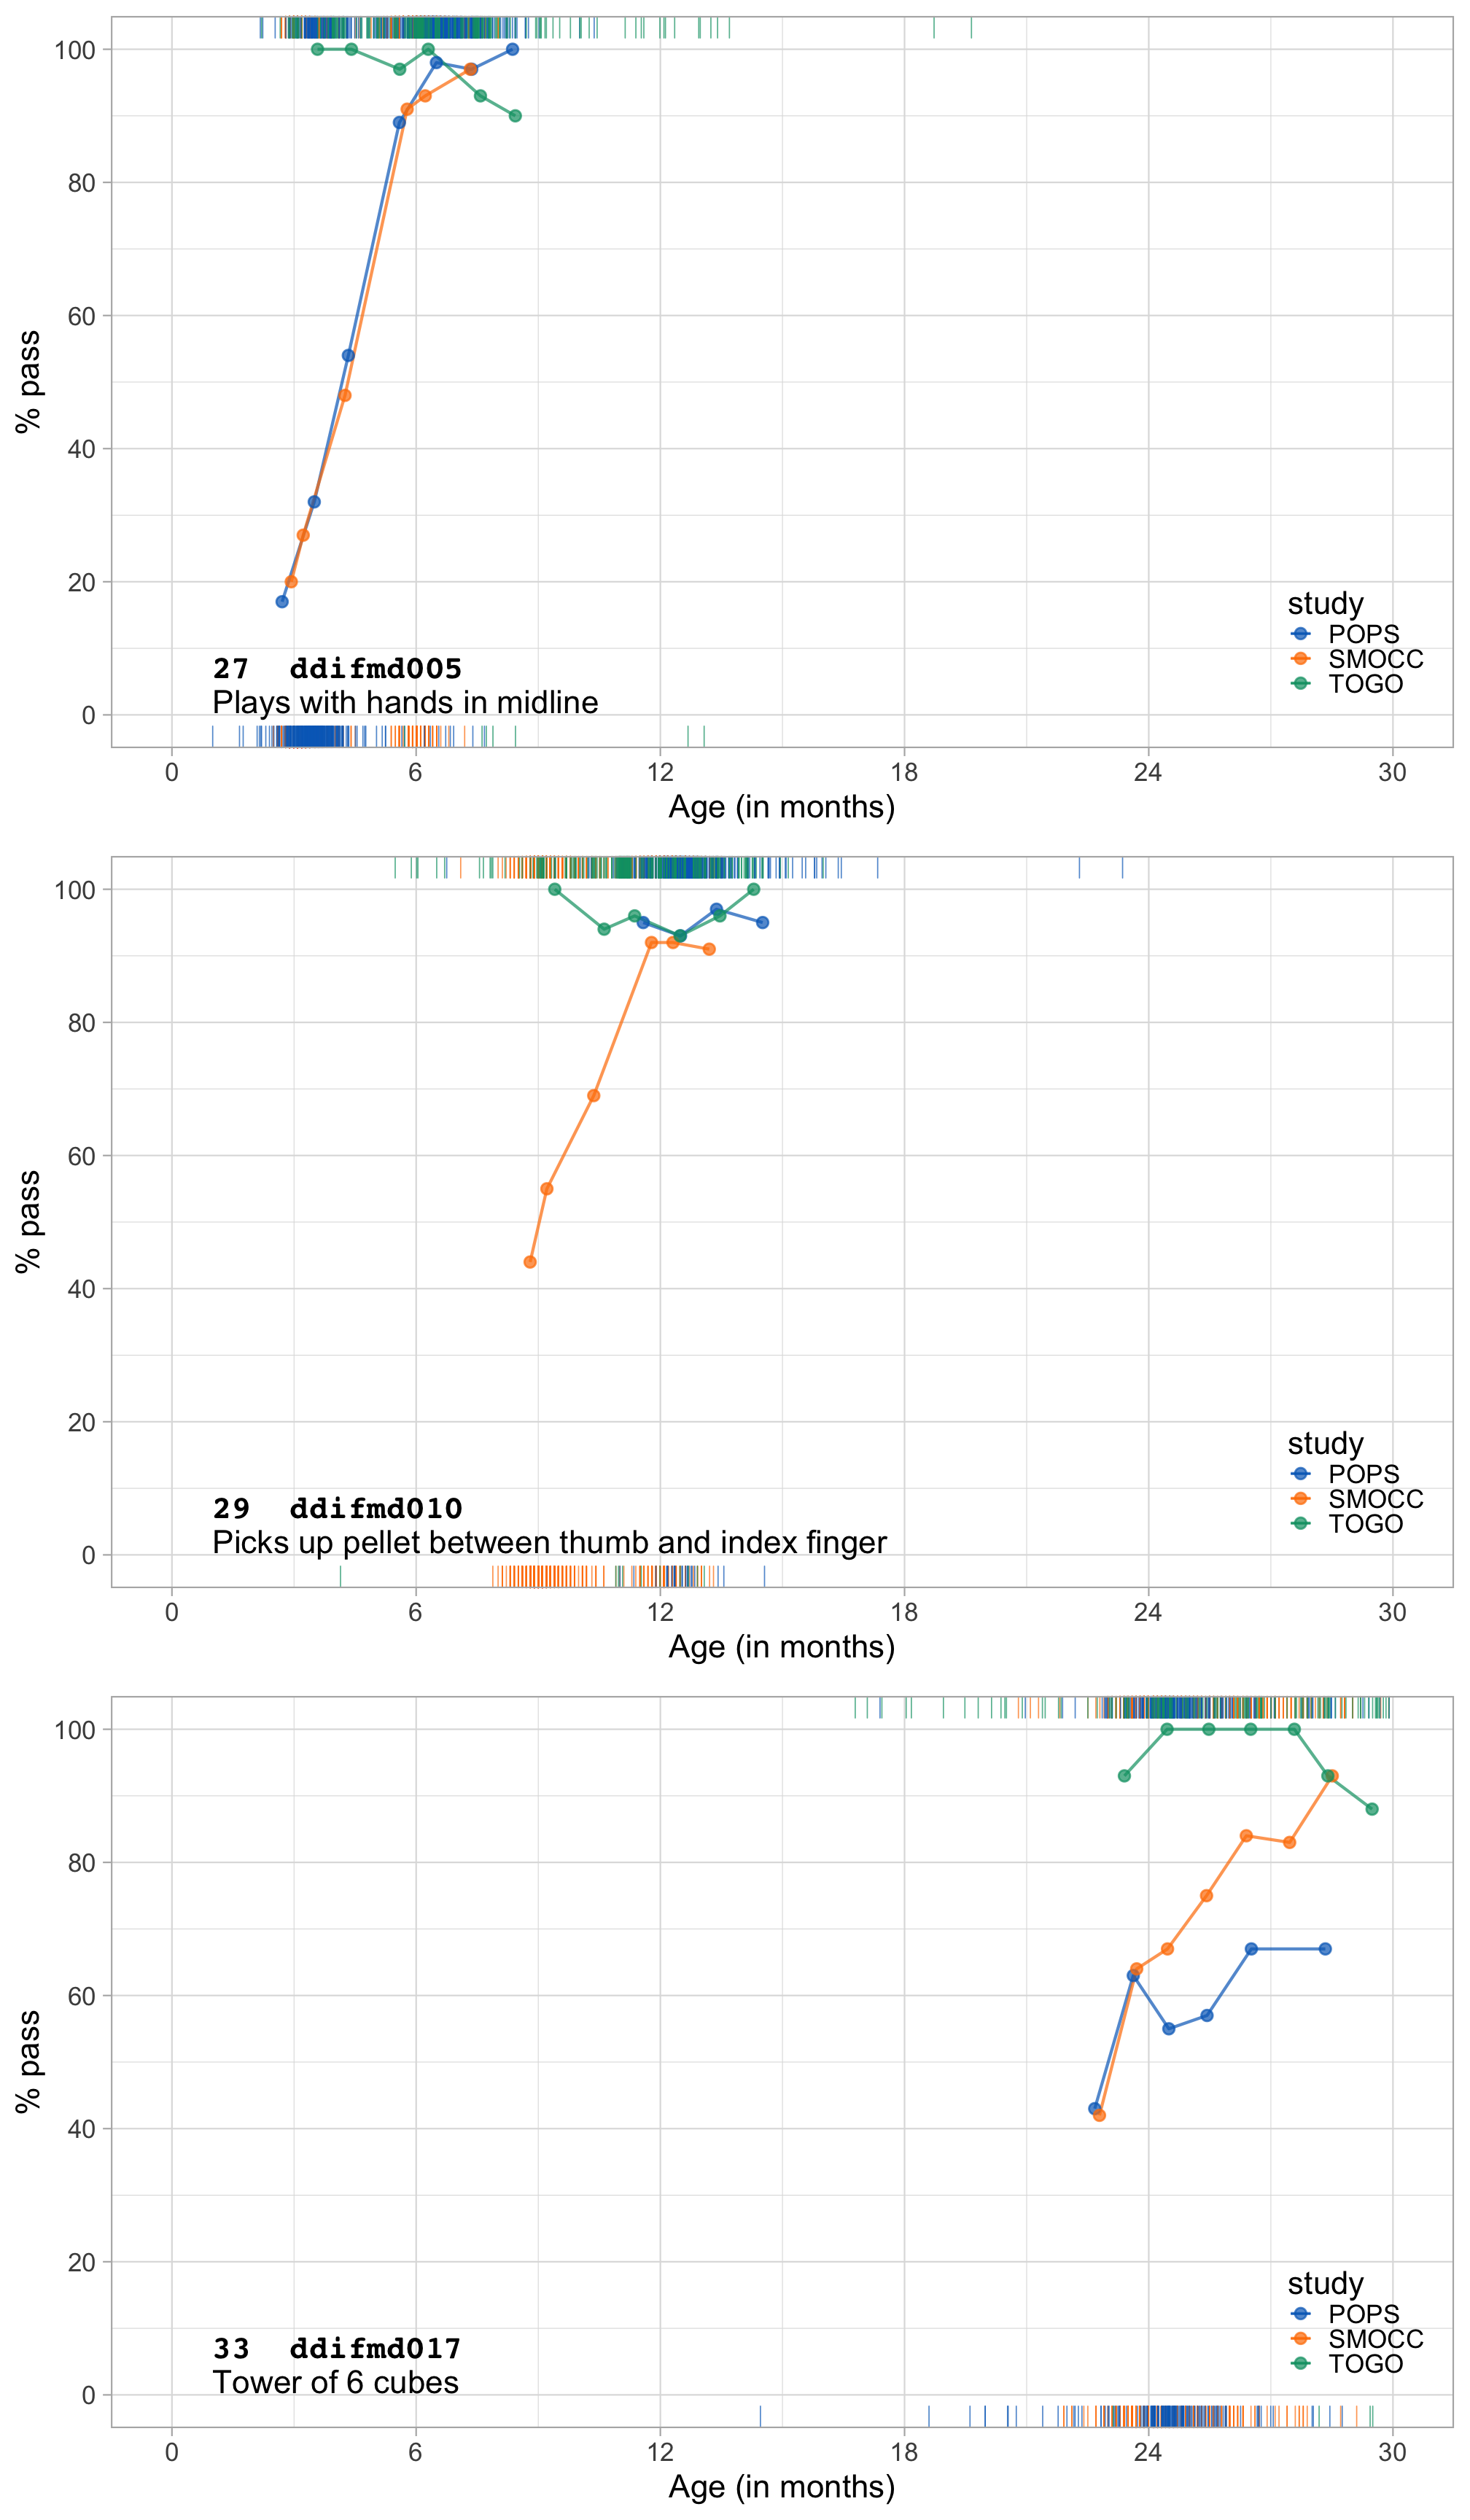 100
80
60
40
20
0
% pass
study
POPS
SMOCC
TOGO
27 ddifmd005
Plays with hands in midline
0 6 12 18 24 30
Age (in months)
100
80
60
40
20
0
% pass
study
POPS
SMOCC
TOGO
29 ddifmd010
Picks up pellet between thumb and index finger
0 6 12 18 24 30
Age (in months)
100
80
60
40
20
0
% pass
study
POPS
SMOCC
TOGO
33 ddifmd017
Tower of 6 cubes
0 6 12 18 24 30
Age (in months)